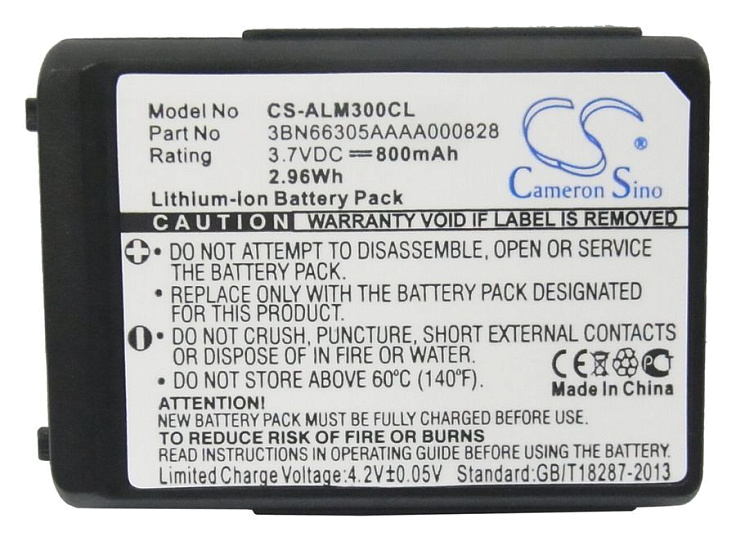 Model No CS-ALM300CL
Part No 3BN66305AAAA000828
Rating 3.7VDC ⎓800mAh
2.96Wh
Lithium-Ion Battery Pack
CS ®
Cameron Sino
CAUTION WARRANTY VOID IF LABEL IS REMOVED
• DO NOT ATTEMPT TO DISASSEMBLE, OPEN OR SERVICE
THE BATTERY PACK.
• REPLACE ONLY WITH THE BATTERY PACK DESIGNATED
FOR THIS PRODUCT.
• DO NOT CRUSH, PUNCTURE, SHORT EXTERNAL CONTACTS
OR DISPOSE OF IN FIRE OR WATER.
• DO NOT STORE ABOVE 60°C (140°F).
CE PCT
Made In China
ATTENTION!
NEW BATTERY PACK MUST BE FULLY CHARGED BEFORE USE.
TO REDUCE RISK OF FIRE OR BURNS
READ INSTRUCTIONS IN OPERATING GUIDE BEFORE USING THE BATTERY.
Limited Charge Voltage:4.2V±0.05V Standard:GB/T18287-2013